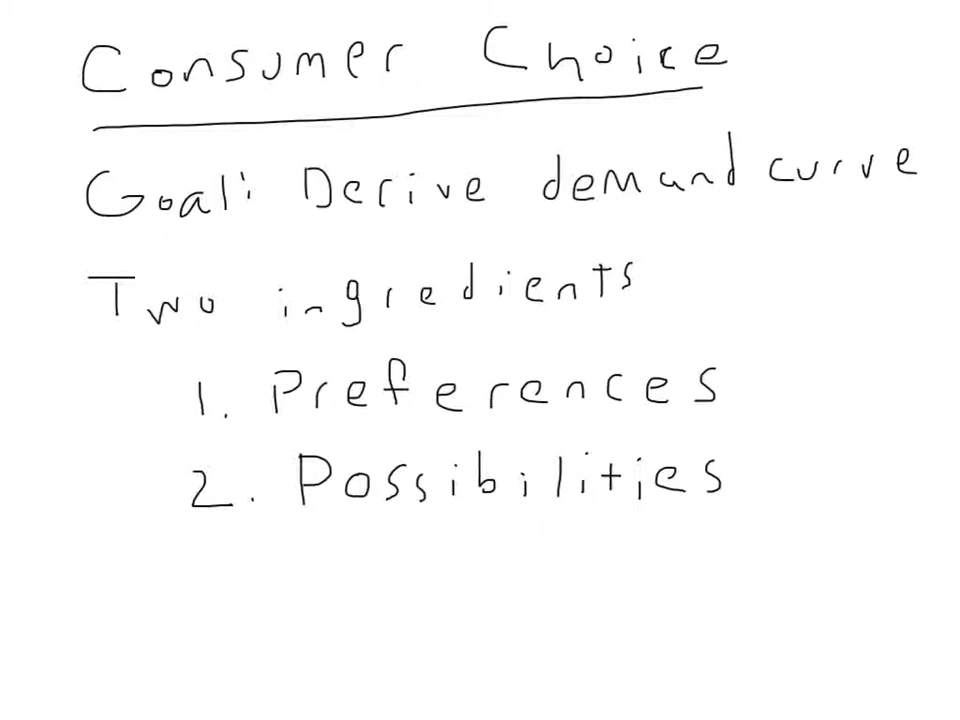 Consumer Choice
Goal: Derive demand curve
Two ingredients
1. Preferences
2. Possibilities